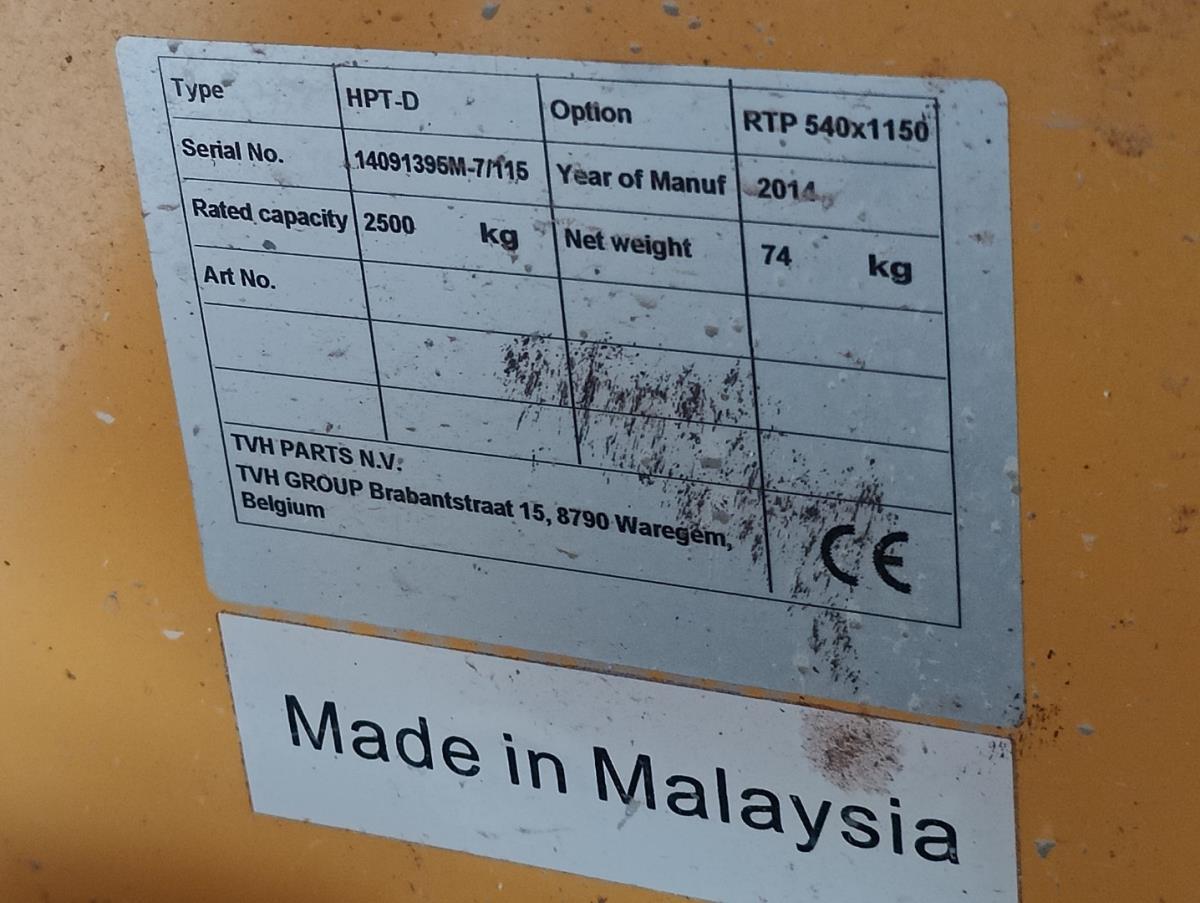 Type HPT-D Option RTP 540x1150
Serial No. 14091395M-7/115 Year of Manuf 2014
Rated capacity 2500 kg Net weight 74 kg
Art No.
TVH PARTS N.V.
TVH GROUP Brabantstraat 15, 8790 Waregem,
Belgium
CE
Made in Malaysia